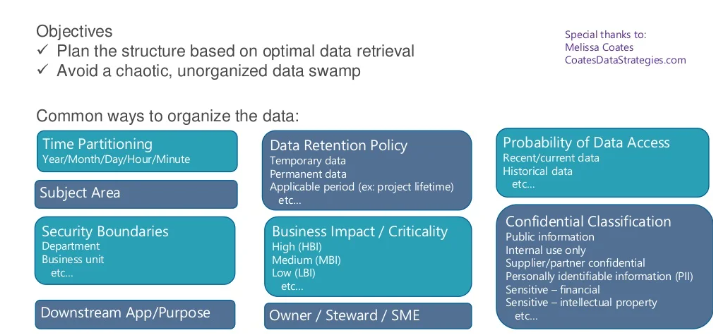 Objectives
✓ Plan the structure based on optimal data retrieval
✓ Avoid a chaotic, unorganized data swamp
Special thanks to:
Melissa Coates
CoatesDataStrategies.com
Common ways to organize the data:
Time Partitioning
Year/Month/Day/Hour/Minute
Subject Area
Security Boundaries
Department
Business unit
etc...
Downstream App/Purpose
Data Retention Policy
Temporary data
Permanent data
Applicable period (ex: project lifetime)
etc...
Business Impact / Criticality
High (HBI)
Medium (MBI)
Low (LBI)
etc...
Owner / Steward / SME
Probability of Data Access
Recent/current data
Historical data
etc...
Confidential Classification
Public information
Internal use only
Supplier/partner confidential
Personally identifiable information (PII)
Sensitive – financial
Sensitive – intellectual property
etc...